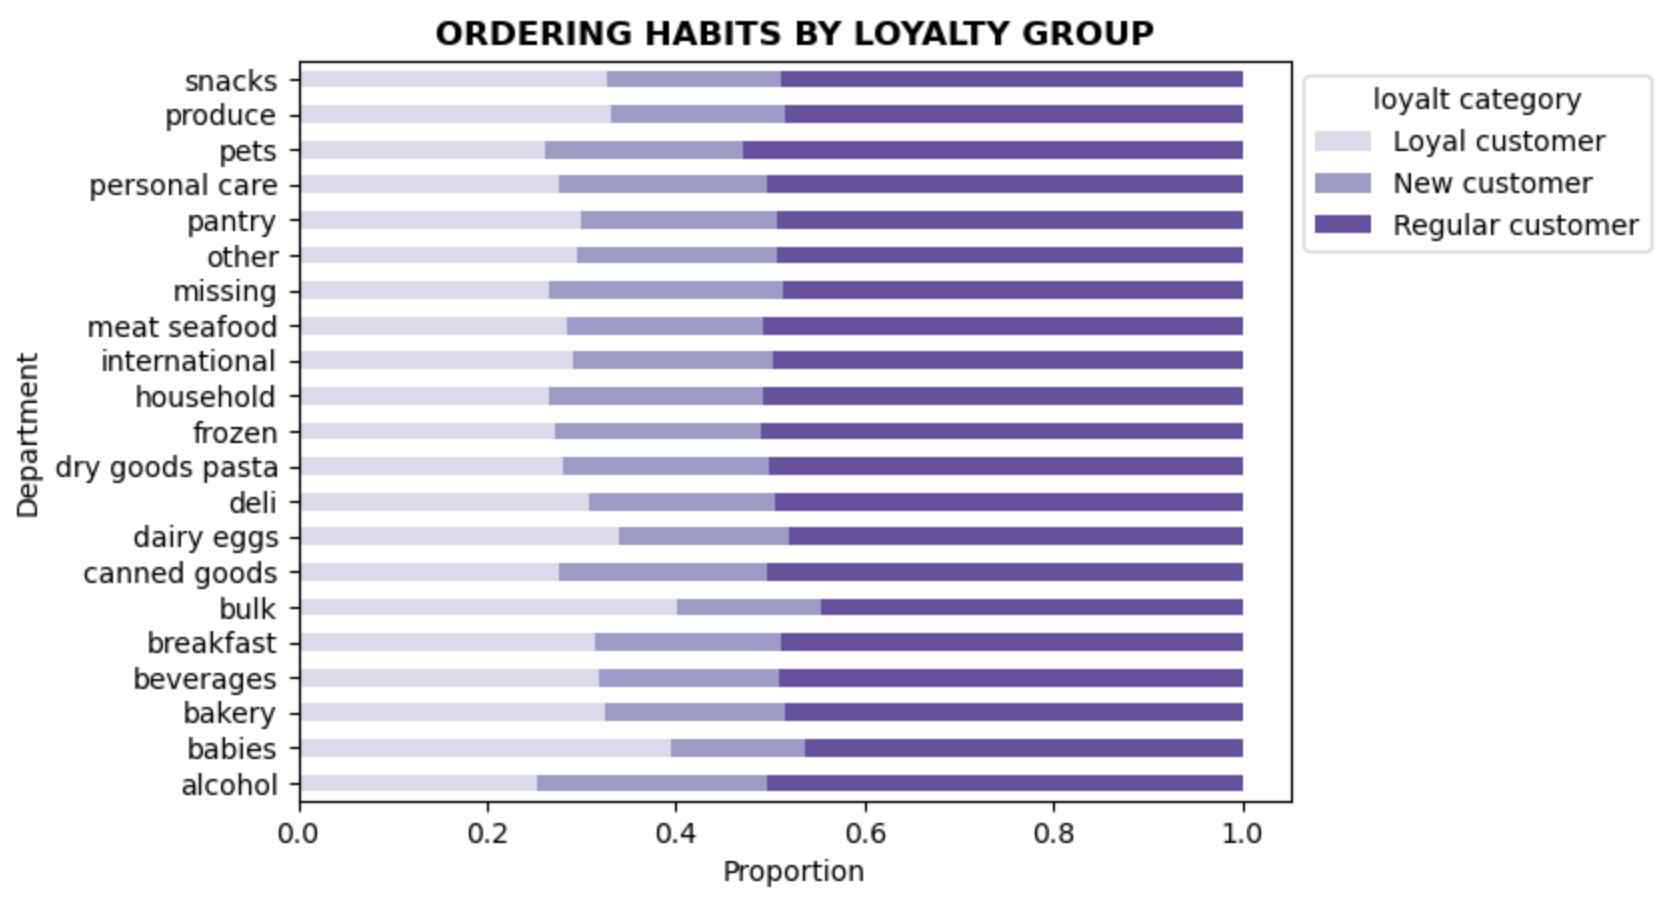 ORDERING HABITS BY LOYALTY GROUP
snacks
produce
pets
personal care
pantry
other
missing
meat seafood
international
household
frozen
dry goods pasta
deli
dairy eggs
canned goods
bulk
breakfast
beverages
bakery
babies
alcohol
Department
0.0 0.2 0.4 0.6 0.8 1.0
Proportion
loyalt category
Loyal customer
New customer
Regular customer